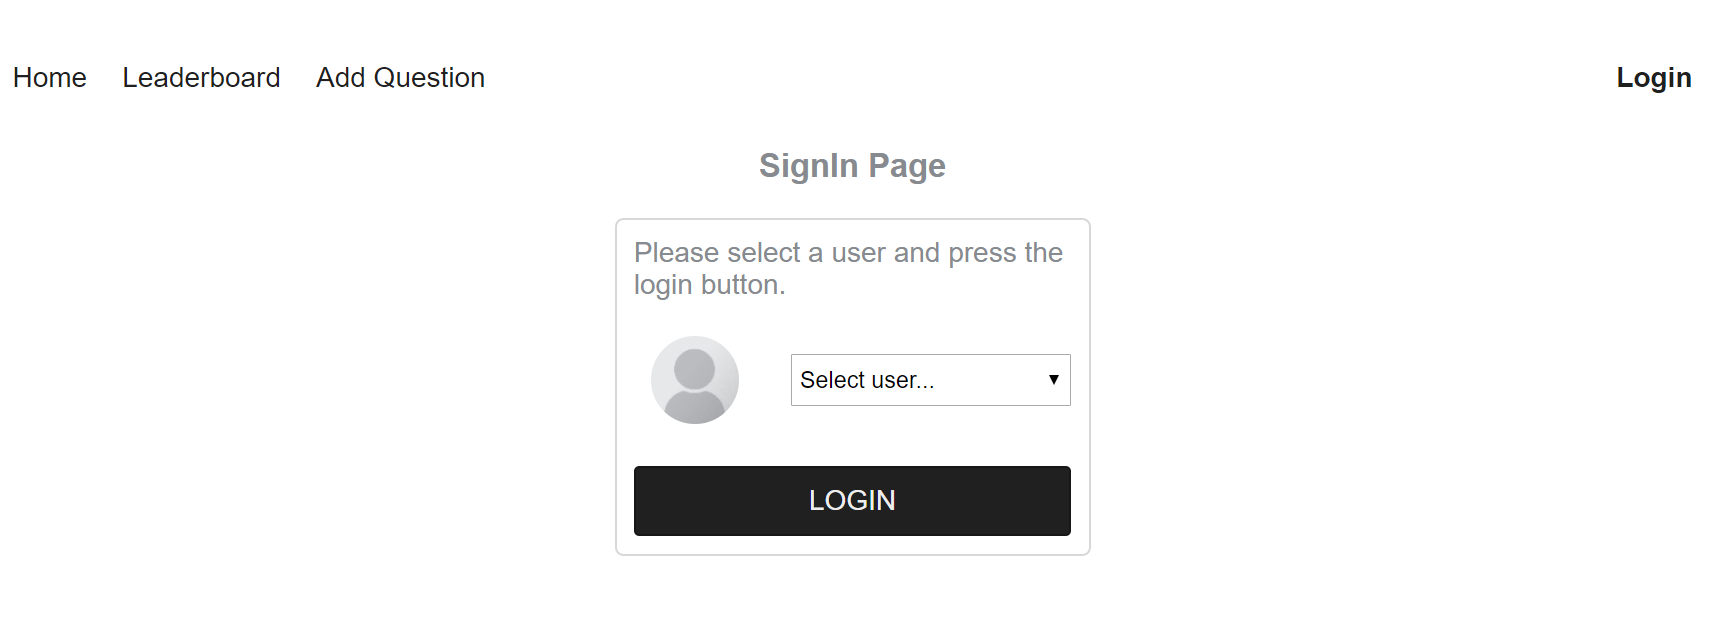 Home Leaderboard Add Question Login
SignIn Page
Please select a user and press the
login button.
Select user...
LOGIN